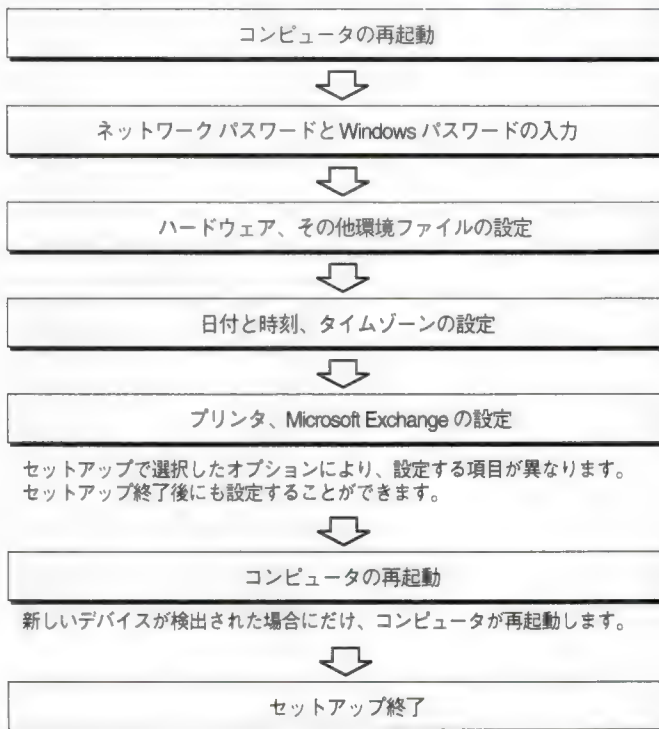 コンピュータの再起動
ネットワーク パスワードと Windows パスワードの入力
ハードウェア、その他環境ファイルの設定
日付と時刻、タイムゾーンの設定
プリンタ、Microsoft Exchange の設定
セットアップで選択したオプションにより、設定する項目が異なります。
セットアップ終了後にも設定することができます。
コンピュータの再起動
新しいデバイスが検出された場合にだけ、コンピュータが再起動します。
セットアップ終了